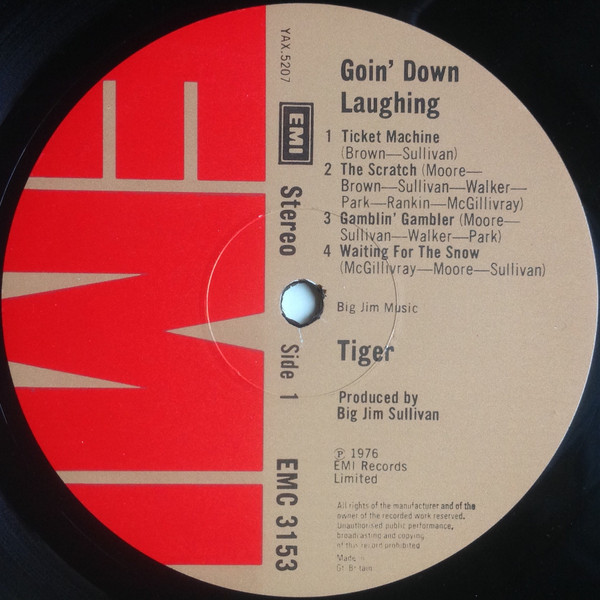 YAX.5207
EMI
Stereo
Side 1
EMC 3153
Goin' Down
Laughing
1 Ticket Machine
(Brown—Sullivan)
2 The Scratch (Moore—
Brown—Sullivan—Walker—
Park—Rankin—McGillivray)
3 Gamblin' Gambler (Moore—
Sullivan—Walker—Park)
4 Waiting For The Snow
(McGillivray—Moore—Sullivan)
Big Jim Music
Tiger
Produced by
Big Jim Sullivan
Ⓟ 1976
EMI Records
Limited
All rights of the manufacturer and of the
owner of the recorded work reserved.
Unauthorised public performance,
broadcasting and copying
of this record prohibited
Made in
Gt. Britain